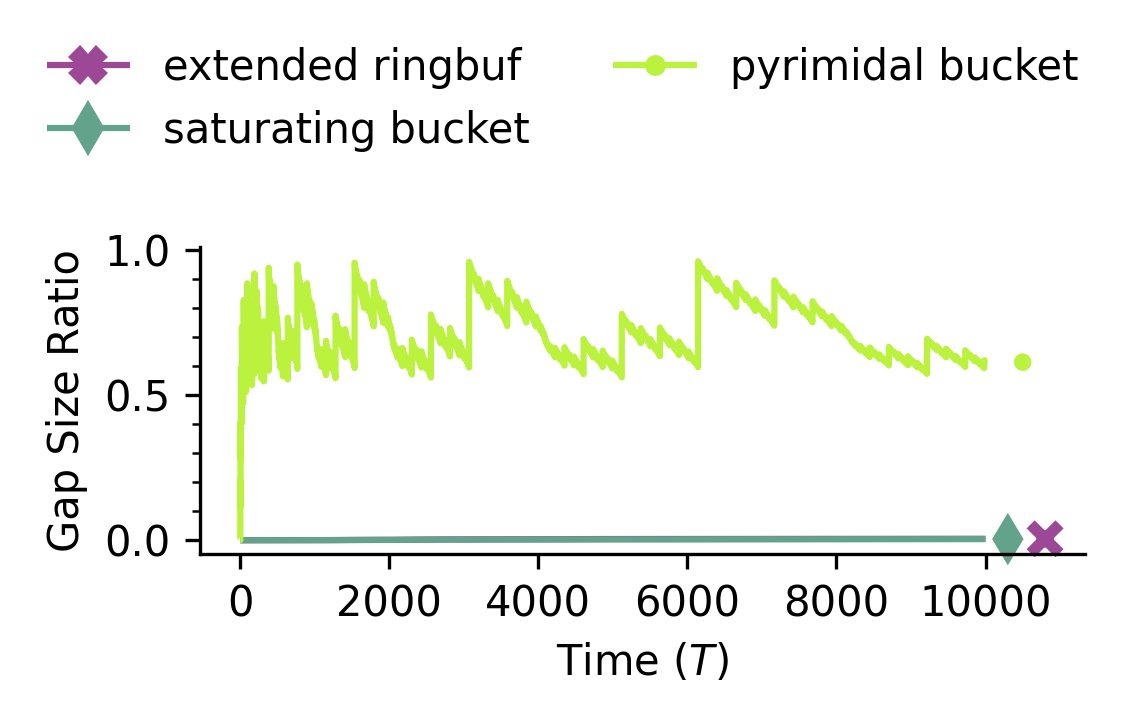 extended ringbuf
pyrimidal bucket
saturating bucket
Gap Size Ratio
1.0
0.5
0.0
0 2000 4000 6000 8000 10000
Time (T)